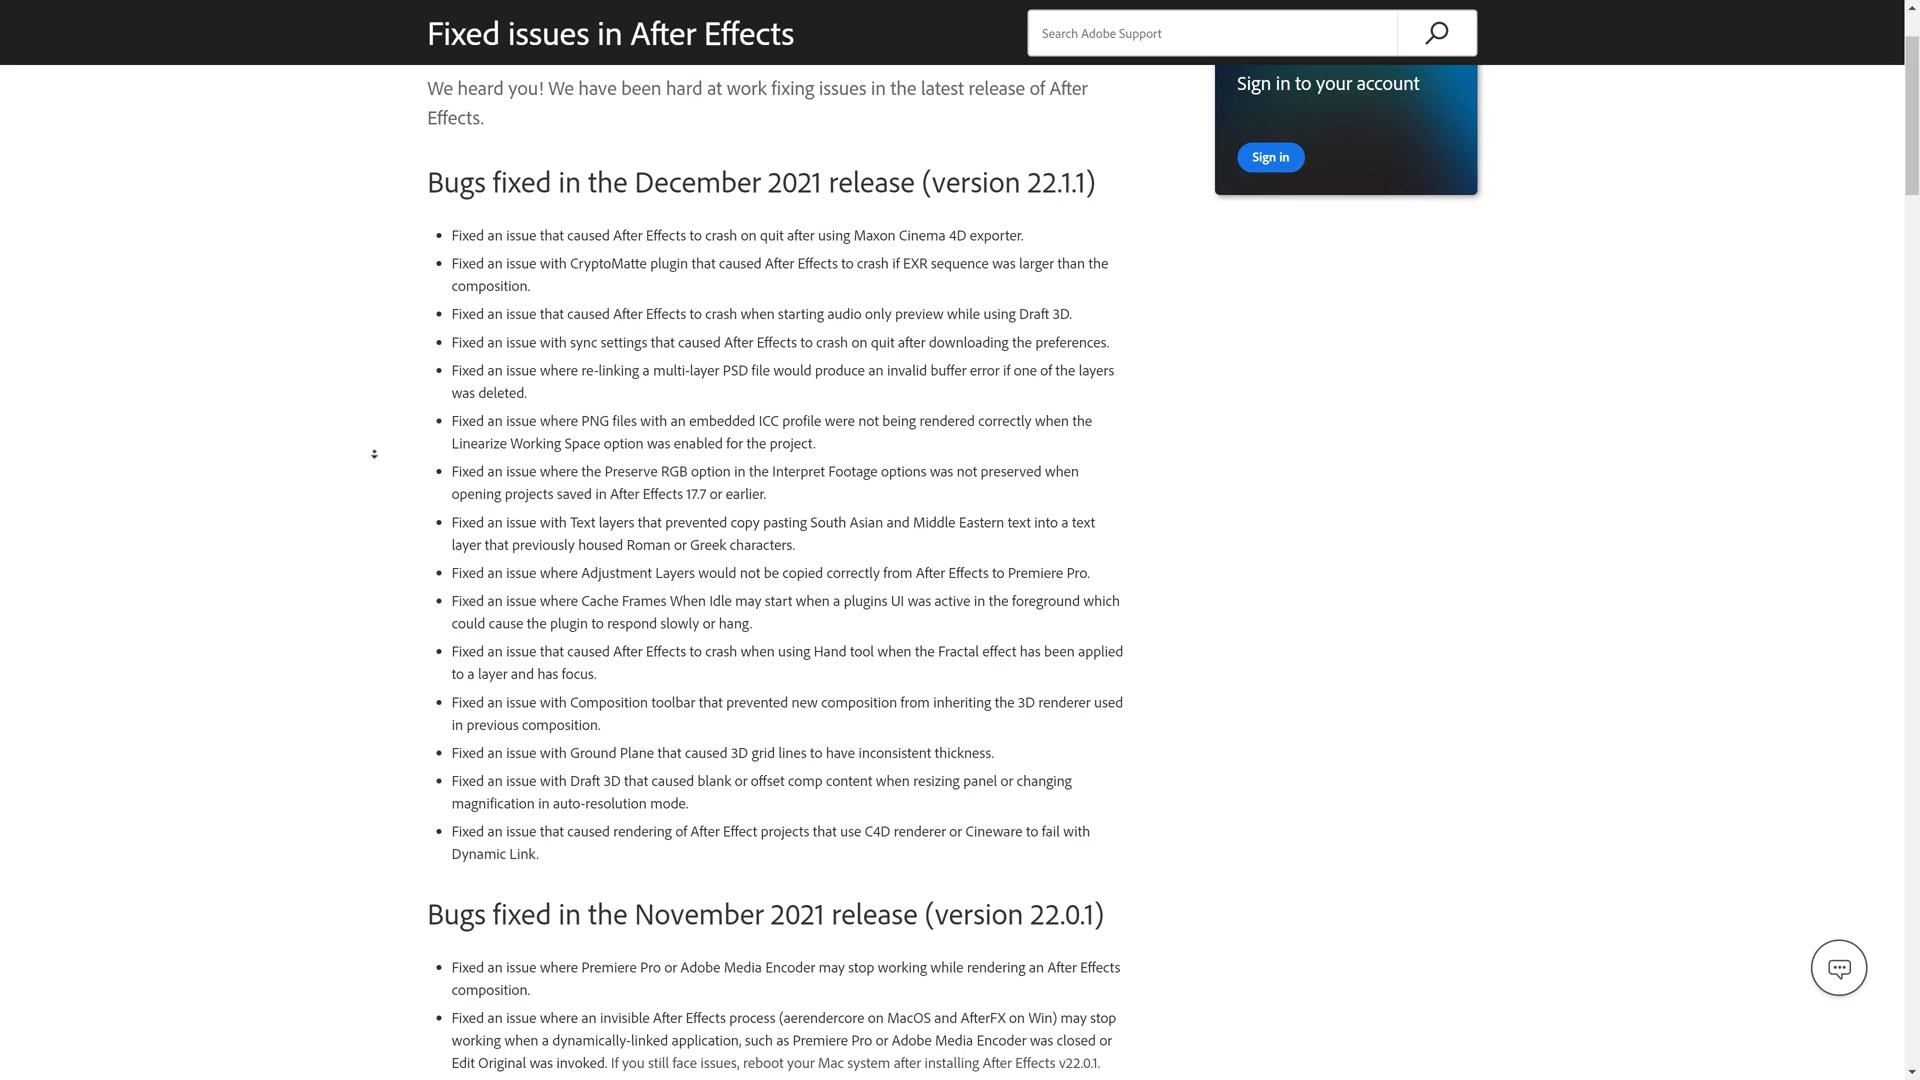 Fixed issues in After Effects
Search Adobe Support
We heard you! We have been hard at work fixing issues in the latest release of After
Effects.
Sign in to your account
Sign in
Bugs fixed in the December 2021 release (version 22.1.1)
Fixed an issue that caused After Effects to crash on quit after using Maxon Cinema 4D exporter.
Fixed an issue with CryptoMatte plugin that caused After Effects to crash if EXR sequence was larger than the
composition.
Fixed an issue that caused After Effects to crash when starting audio only preview while using Draft 3D.
Fixed an issue with sync settings that caused After Effects to crash on quit after downloading the preferences.
Fixed an issue where re-linking a multi-layer PSD file would produce an invalid buffer error if one of the layers
was deleted.
Fixed an issue where PNG files with an embedded ICC profile were not being rendered correctly when the
Linearize Working Space option was enabled for the project.
Fixed an issue where the Preserve RGB option in the Interpret Footage options was not preserved when
opening projects saved in After Effects 17.7 or earlier.
Fixed an issue with Text layers that prevented copy pasting South Asian and Middle Eastern text into a text
layer that previously housed Roman or Greek characters.
Fixed an issue where Adjustment Layers would not be copied correctly from After Effects to Premiere Pro.
Fixed an issue where Cache Frames When Idle may start when a plugins UI was active in the foreground which
could cause the plugin to respond slowly or hang.
Fixed an issue that caused After Effects to crash when using Hand tool when the Fractal effect has been applied
to a layer and has focus.
Fixed an issue with Composition toolbar that prevented new composition from inheriting the 3D renderer used
in previous composition.
Fixed an issue with Ground Plane that caused 3D grid lines to have inconsistent thickness.
Fixed an issue with Draft 3D that caused blank or offset comp content when resizing panel or changing
magnification in auto-resolution mode.
Fixed an issue that caused rendering of After Effect projects that use C4D renderer or Cineware to fail with
Dynamic Link.
Bugs fixed in the November 2021 release (version 22.0.1)
Fixed an issue where Premiere Pro or Adobe Media Encoder may stop working while rendering an After Effects
composition.
Fixed an issue where an invisible After Effects process (aerendercore on MacOS and AfterFX on Win) may stop
working when a dynamically-linked application, such as Premiere Pro or Adobe Media Encoder was closed or
Edit Original was invoked. If you still face issues, reboot your Mac system after installing After Effects v22.0.1.